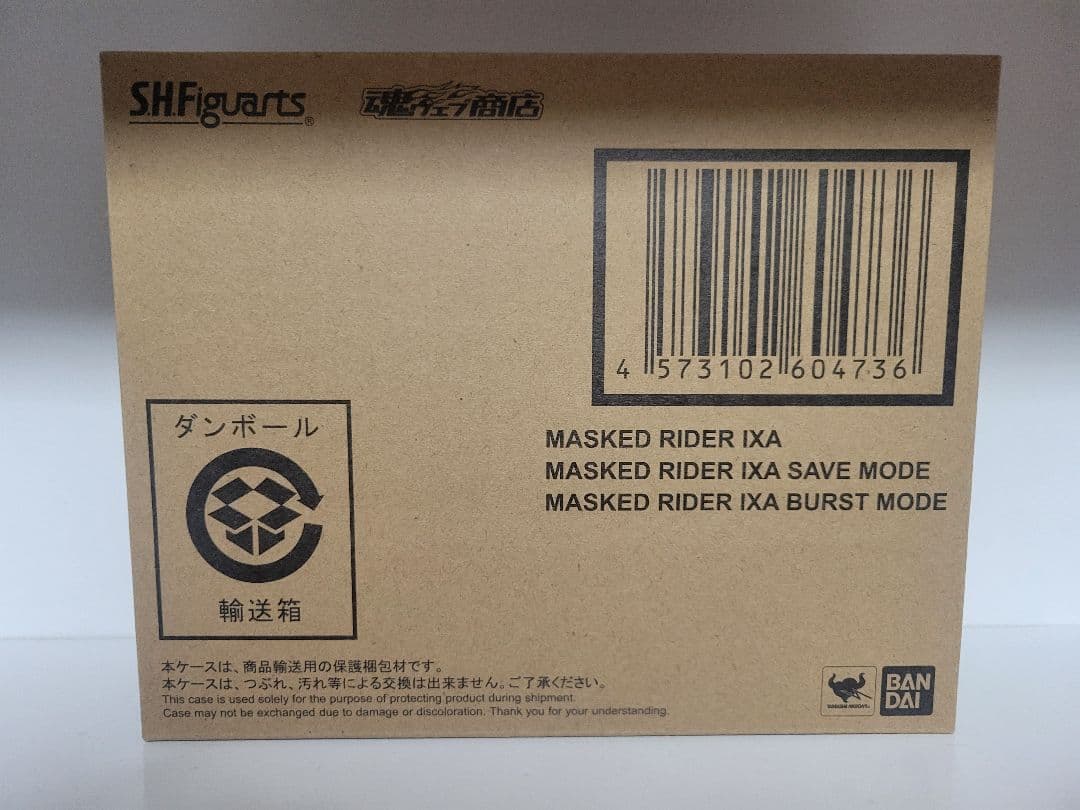 S.H.Figuarts®
魂ウェブ商店
4 573102 604736
MASKED RIDER IXA
MASKED RIDER IXA SAVE MODE
MASKED RIDER IXA BURST MODE
ダンボール
輸送箱
本ケースは、商品輸送用の保護梱包材です。
本ケースは、つぶれ、汚れ等による交換は出来ません。ご了承ください。
This case is used solely for the purpose of protecting product during shipment.
Case may not be exchanged due to damage or discoloration. Thank you for your understanding.
TAMASHII NATIONS
BAN
DAI